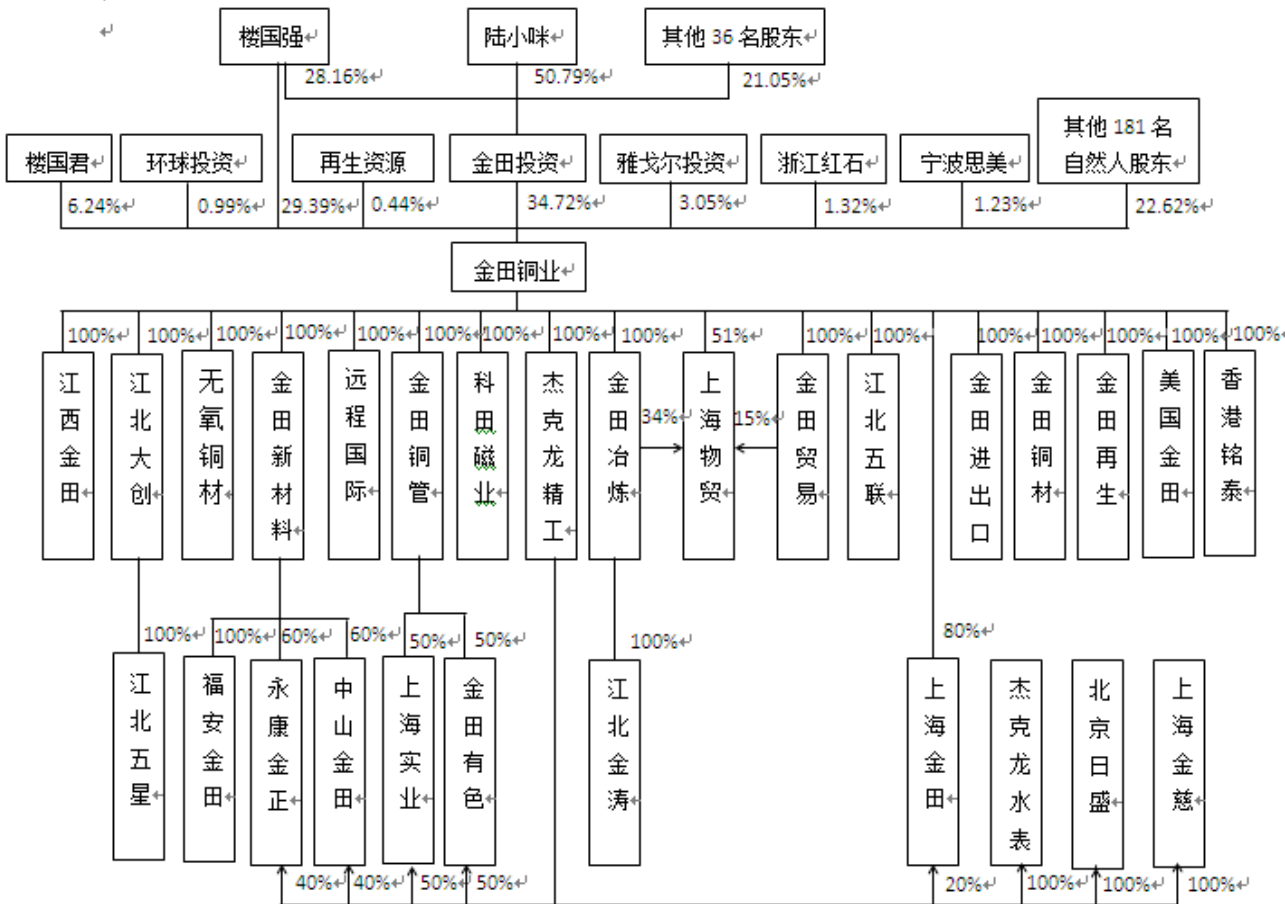 楼国强
陆小咪
其他 36 名股东
28.16%
50.79%
21.05%
楼国君
环球投资
再生资源
金田投资
雅戈尔投资
浙江红石
宁波思美
其他 181 名
自然人股东
6.24%
0.99%
29.39%
0.44%
34.72%
3.05%
1.32%
1.23%
22.62%
金田铜业
100%
100%
100%
100%
100%
100%
100%
100%
100%
51%
100%
100%
100%
100%
100%
100%
100%
江西金田
江北大创
无氧铜材
金田新材料
远程国际
金田铜管
科田磁业
杰克龙精工
金田冶炼
34%
上海物贸
15%
金田贸易
江北五联
金田进出口
金田铜材
金田再生
美国金田
香港铭泰
100%
100%
60%
60%
50%
50%
100%
80%
江北五星
福安金田
永康金正
中山金田
上海实业
金田有色
江北金涛
上海金田
杰克龙水表
北京日盛
上海金慈
40%
40%
50%
50%
20%
100%
100%
100%